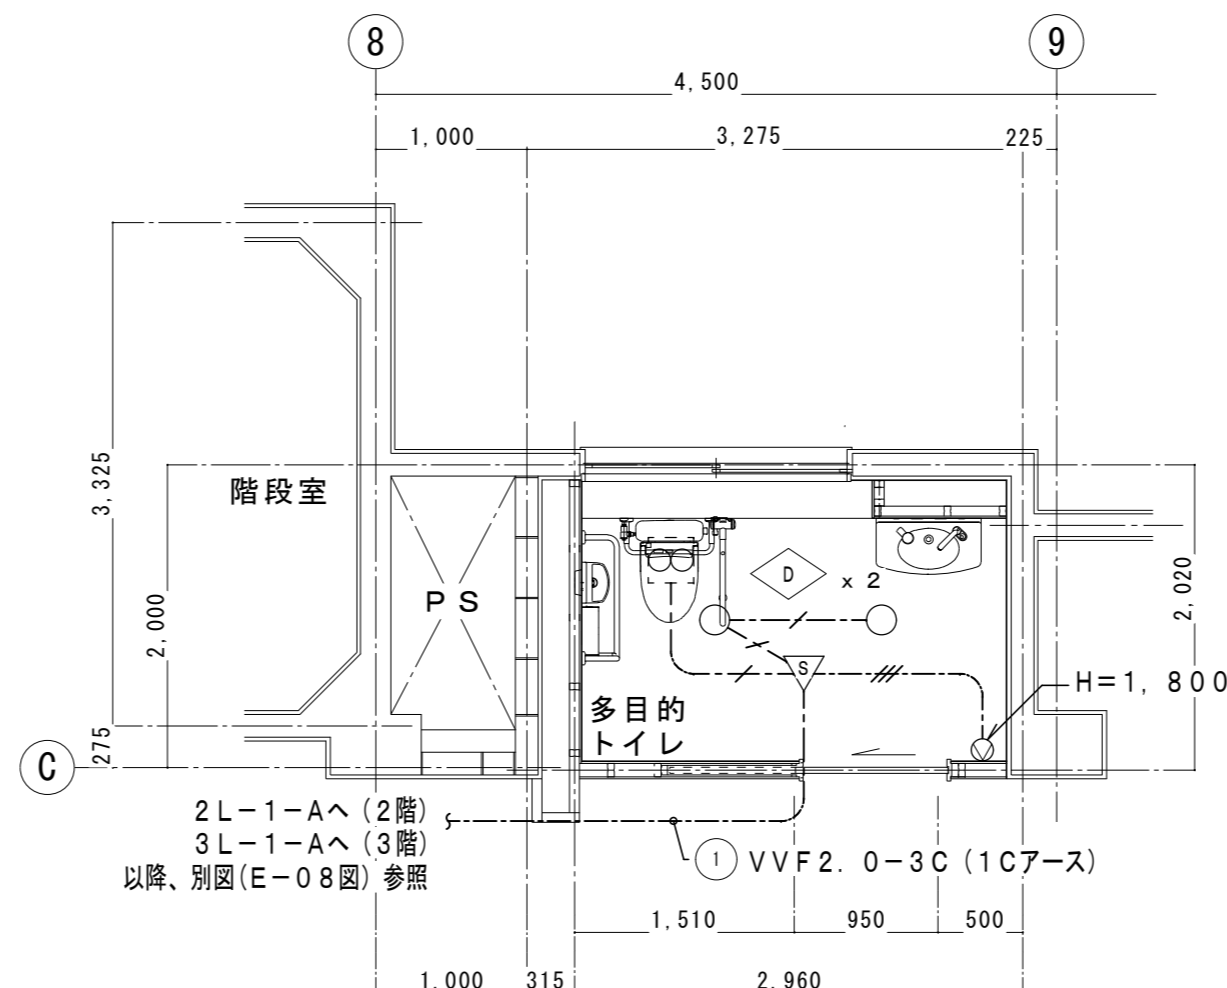 8
9
4,500
1,000
3,275
225
3,325
階段室
2,000
PS
D
x 2
2,020
S
H=1, 800
多目的
トイレ
275
C
2L-1-Aへ(2階)
3L-1-Aへ(3階)
以降、別図(E-08図)参照
1
VVF2. 0-3C(1Cアース)
1,510
950
500
1,000
315
2,960